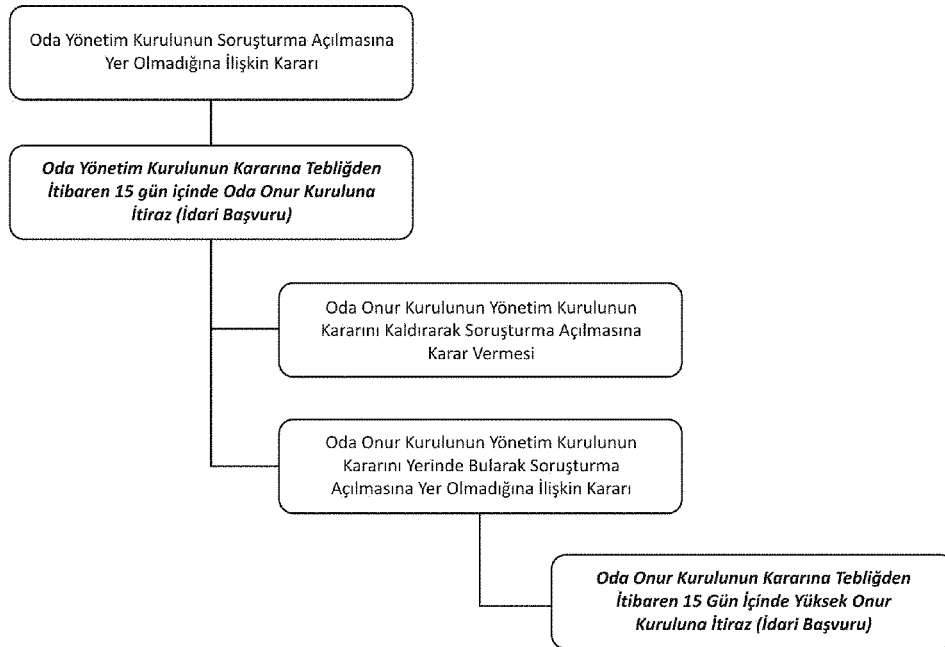 Oda Yönetim Kurulunun Soruşturma Açılmasına
Yer Olmadığına İlişkin Kararı
Oda Yönetim Kurulunun Kararına Tebliğden
İtibaren 15 gün içinde Oda Onur Kuruluna
İtiraz (İdari Başvuru)
Oda Onur Kurulunun Yönetim Kurulunun
Kararını Kaldırarak Soruşturma Açılmasına
Karar Vermesi
Oda Onur Kurulunun Yönetim Kurulunun
Kararını Yerinde Bularak Soruşturma
Açılmasına Yer Olmadığına İlişkin Kararı
Oda Onur Kurulunun Kararına Tebliğden
İtibaren 15 Gün İçinde Yüksek Onur
Kuruluna İtiraz (İdari Başvuru)